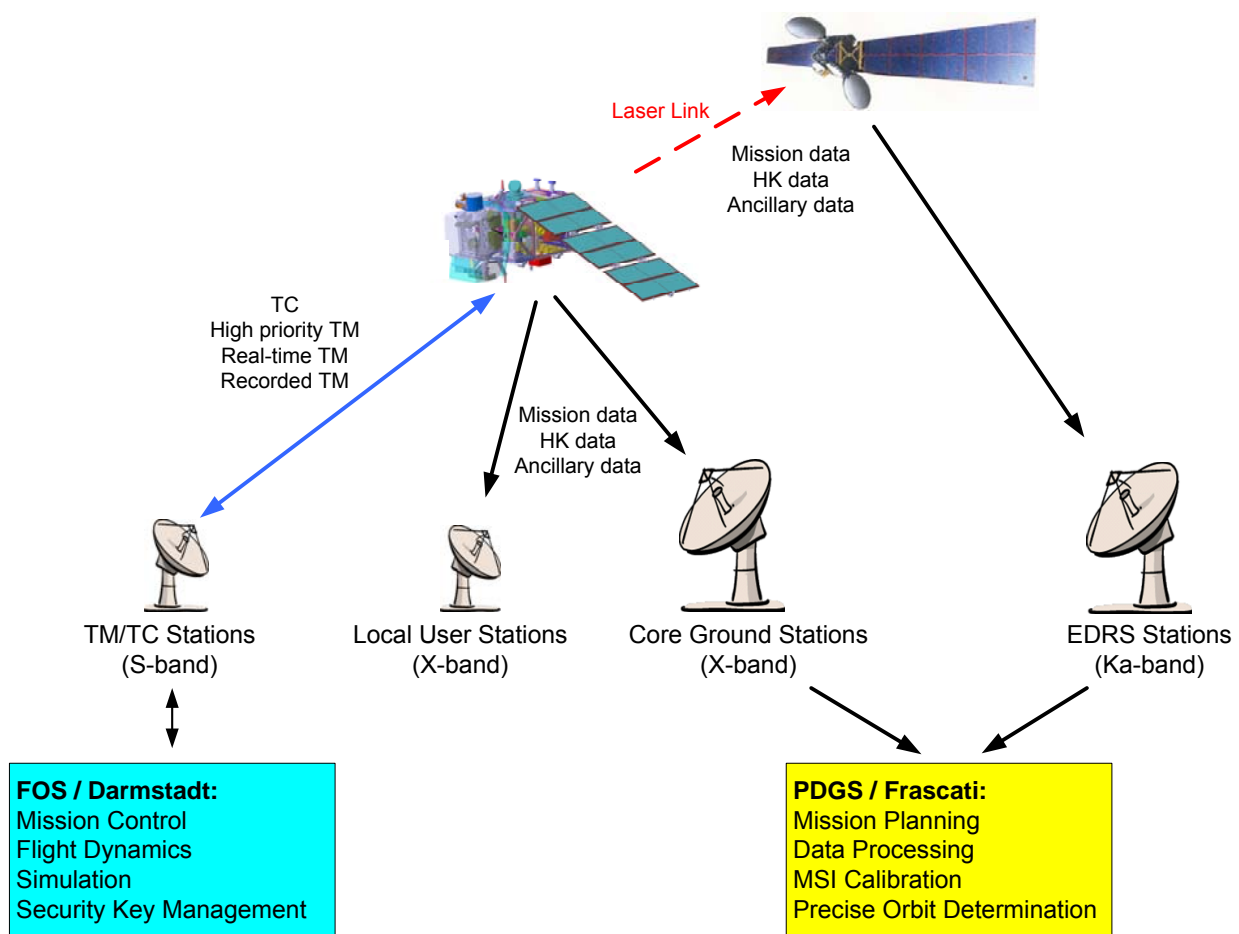 Laser Link
Mission data
HK data
Ancillary data
TC
High priority TM
Real-time TM
Recorded TM
Mission data
HK data
Ancillary data
TM/TC Stations
(S-band)
Local User Stations
(X-band)
Core Ground Stations
(X-band)
EDRS Stations
(Ka-band)
FOS / Darmstadt:
Mission Control
Flight Dynamics
Simulation
Security Key Management
PDGS / Frascati:
Mission Planning
Data Processing
MSI Calibration
Precise Orbit Determination